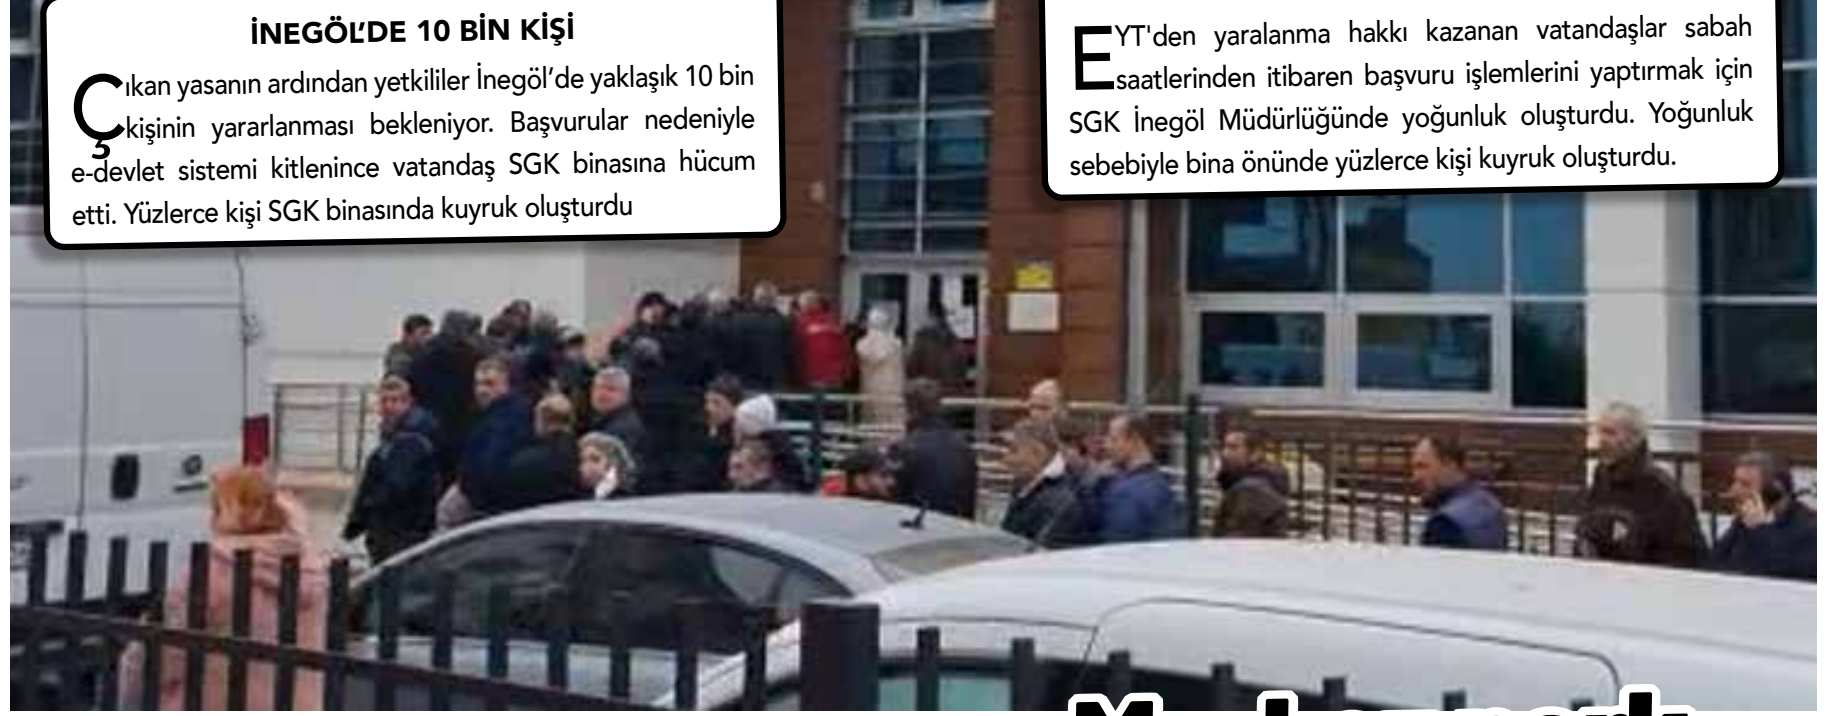 İNEGÖL'DE 10 BİN KİŞİ
Çıkan yasanın ardından yetkililer İnegöl'de yaklaşık 10 bin
kişinin yararlanması bekleniyor. Başvurular nedeniyle
e-devlet sistemi kitlenince vatandaş SGK binasına hücum
etti. Yüzlerce kişi SGK binasında kuyruk oluşturdu
EYT'den yaralanma hakkı kazanan vatandaşlar sabah
saatlerinden itibaren başvuru işlemlerini yaptırmak için
SGK İnegöl Müdürlüğünde yoğunluk oluşturdu. Yoğunluk
sebebiyle bina önünde yüzlerce kişi kuyruk oluşturdu.